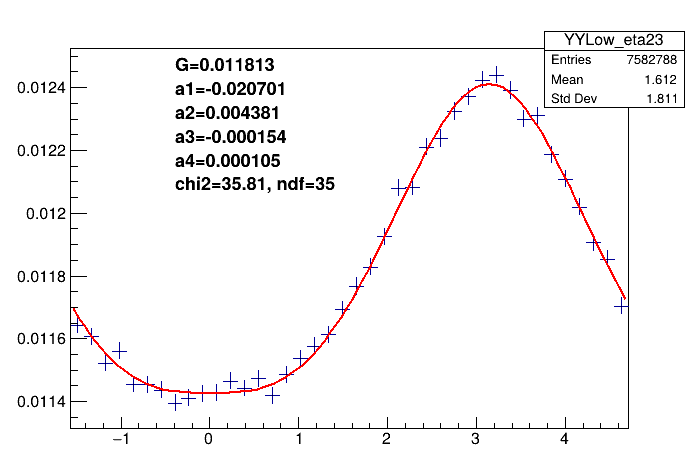 YYLow_eta23
Entries 7582788
Mean 1.612
Std Dev 1.811
G=0.011813
a1=-0.020701
a2=0.004381
a3=-0.000154
a4=0.000105
chi2=35.81, ndf=35
0.0124
0.0122
0.012
0.0118
0.0116
0.0114
−1 0 1 2 3 4